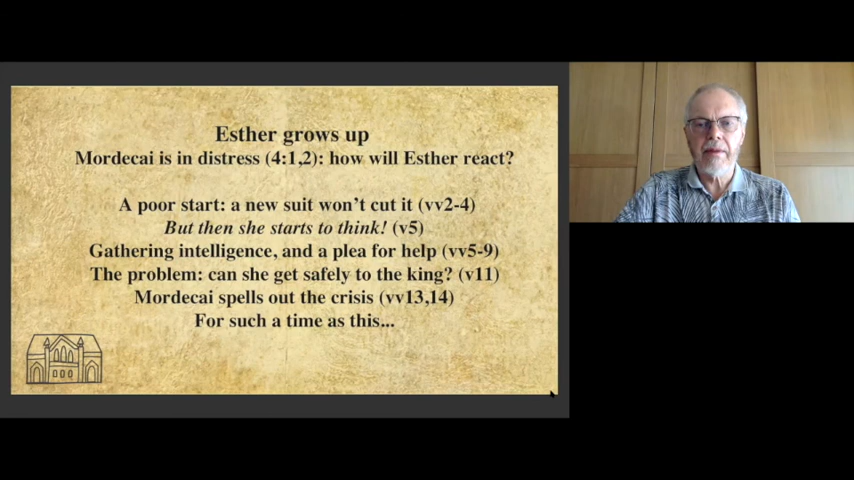 Esther grows up
Mordecai is in distress (4:1,2): how will Esther react?
A poor start: a new suit won’t cut it (vv2-4)
But then she starts to think! (v5)
Gathering intelligence, and a plea for help (vv5-9)
The problem: can she get safely to the king? (v11)
Mordecai spells out the crisis (vv13,14)
For such a time as this...